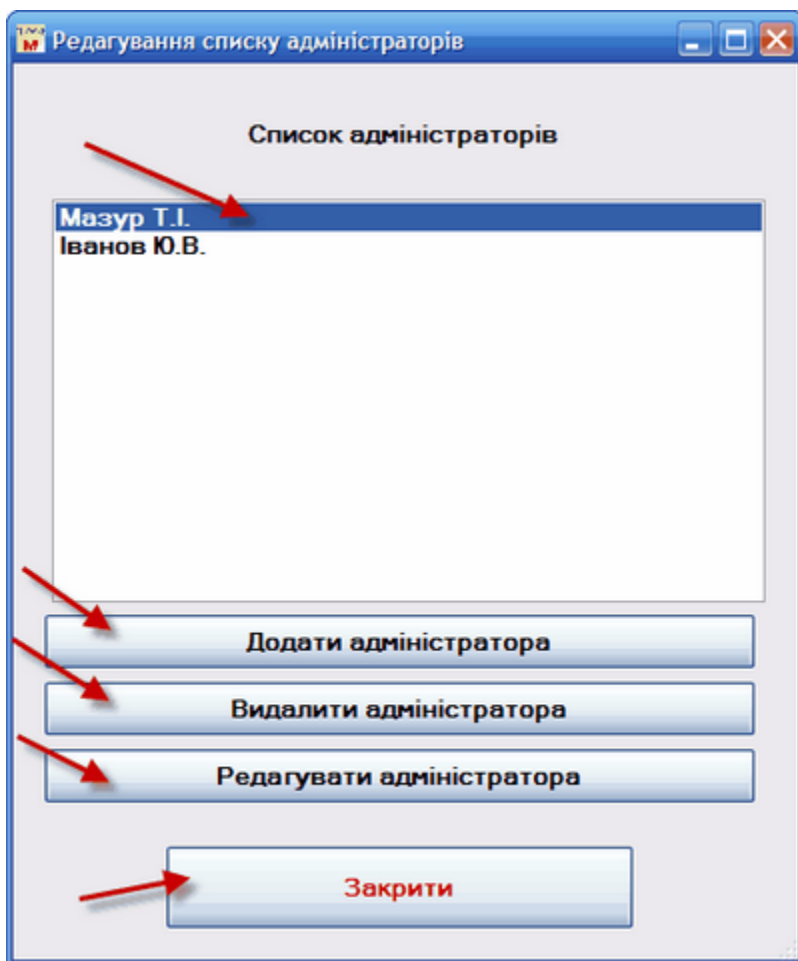 Редагування списку адміністраторів
Список адміністраторів
Мазур Т.І.
Іванов Ю.В.
Додати адміністратора
Видалити адміністратора
Редагувати адміністратора
Закрити